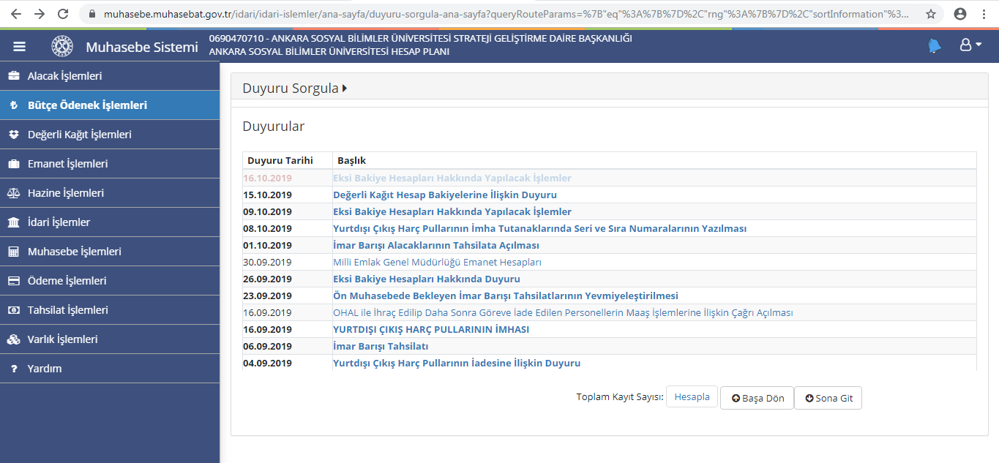 muhasebe.muhasebat.gov.tr/idari/idari-islemler/ana-sayfa/duyuru-sorgula-ana-sayfa?queryRouteParams=%7B"eq"%3A%7B%7D%2C"rng"%3A%7B%7D%2C"sortInformation"%3...
Muhasebe Sistemi
0690470710 - ANKARA SOSYAL BİLİMLER ÜNİVERSİTESİ STRATEJİ GELİŞTİRME DAİRE BAŞKANLIĞI
ANKARA SOSYAL BİLİMLER ÜNİVERSİTESİ HESAP PLANI
Alacak İşlemleri
Bütçe Ödenek İşlemleri
Değerli Kağıt İşlemleri
Emanet İşlemleri
Hazine İşlemleri
İdari İşlemler
Muhasebe İşlemleri
Ödeme İşlemleri
Tahsilat İşlemleri
Varlık İşlemleri
Yardım
Duyuru Sorgula
Duyurular
Duyuru Tarihi Başlık
16.10.2019 Eksi Bakiye Hesapları Hakkında Yapılacak İşlemler
15.10.2019 Değerli Kağıt Hesap Bakiyelerine İlişkin Duyuru
09.10.2019 Eksi Bakiye Hesapları Hakkında Yapılacak İşlemler
08.10.2019 Yurtdışı Çıkış Harç Pullarının İmha Tutanaklarında Seri ve Sıra Numaralarının Yazılması
01.10.2019 İmar Barışı Alacaklarının Tahsilata Açılması
30.09.2019 Milli Emlak Genel Müdürlüğü Emanet Hesapları
26.09.2019 Eksi Bakiye Hesapları Hakkında Duyuru
23.09.2019 Ön Muhasebede Bekleyen İmar Barışı Tahsilatlarının Yevmiyeleştirilmesi
16.09.2019 OHAL ile İhraç Edilip Daha Sonra Göreve İade Edilen Personellerin Maaş İşlemlerine İlişkin Çağrı Açılması
16.09.2019 YURTDIŞI ÇIKIŞ HARÇ PULLARININ İMHASI
06.09.2019 İmar Barışı Tahsilatı
04.09.2019 Yurtdışı Çıkış Harç Pullarının İadesine İlişkin Duyuru
Toplam Kayıt Sayısı: Hesapla Başa Dön Sona Git